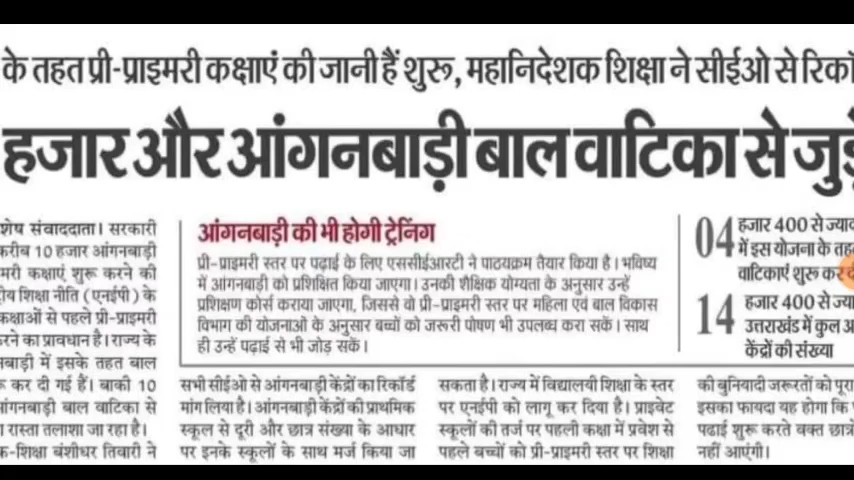 के तहत प्री-प्राइमरी कक्षाएं की जानी हैं शुरू, महानिदेशक शिक्षा ने सीईओ से
हजार और आंगनबाड़ी बाल वाटिका से
संवाददाता। सरकारी
10 हजार आंगनबाड़ी
कक्षाएं शुरू करने की
शिक्षा नीति (एनईपी) के
कक्षाओं से पहले प्री-प्राइमरी
का प्रावधान है। राज्य के
में इसके तहत बाल
कर दी गई हैं। बाकी 10
बाल वाटिका से
रास्ता तलाशा जा रहा है।
शिक्षा बंशीधर तिवारी ने
आंगनबाड़ी की भी होगी ट्रेनिंग
प्री-प्राइमरी स्तर पर पढ़ाई के लिए एससीईआरटी ने पाठयक्रम तैयार किया है। भविष्य
में आंगनबाड़ी को प्रशिक्षित किया जाएगा। उनकी शैक्षिक योग्यता के अनुसार उन्हें
प्रशिक्षण कोर्स कराया जाएगा, जिससे वो प्री-प्राइमरी स्तर पर महिला एवं बाल विकास
विभाग की योजनाओं के अनुसार बच्चों को जरूरी पोषण भी उपलब्ध करा सकें। साथ
ही उन्हें पढ़ाई से भी जोड़ सकें।
04 हजार 400 से
में इस योजना के
वाटिकाएं शुरू कर
14 हजार 400 से
उत्तराखंड में कुल
केंद्रों की संख्या
सभी सीईओ से आंगनबाड़ी केंद्रों का रिकॉर्ड
मांग लिया है। आंगनबाड़ी केंद्रों की प्राथमिक
स्कूल से दूरी और छात्र संख्या के आधार
पर इनके स्कूलों के साथ मर्ज किया जा
सकता है। राज्य में विद्यालयी शिक्षा के स्तर
पर एनईपी को लागू कर दिया है। प्राइवेट
स्कूलों की तर्ज पर पहली कक्षा में प्रवेश से
पहले बच्चों को प्री-प्राइमरी स्तर पर शिक्षा
की बुनियादी जरूरतों को पूरा
इसका फायदा यह होगा कि
पढाई शुरू करते वक्त
नहीं आएंगी।